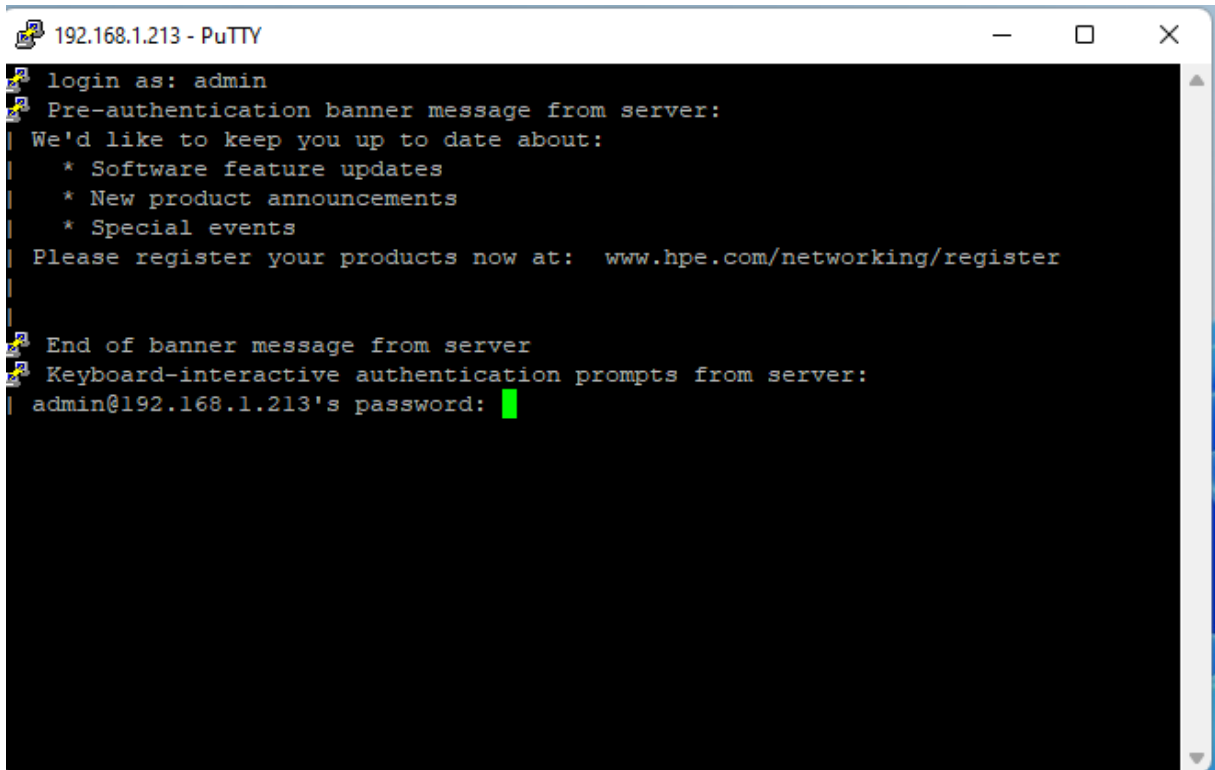 192.168.1.213 - PuTTY
login as: admin
Pre-authentication banner message from server:
| We'd like to keep you up to date about:
|   * Software feature updates
|   * New product announcements
|   * Special events
| Please register your products now at:  www.hpe.com/networking/register
|
|
End of banner message from server
Keyboard-interactive authentication prompts from server:
| admin@192.168.1.213's password: